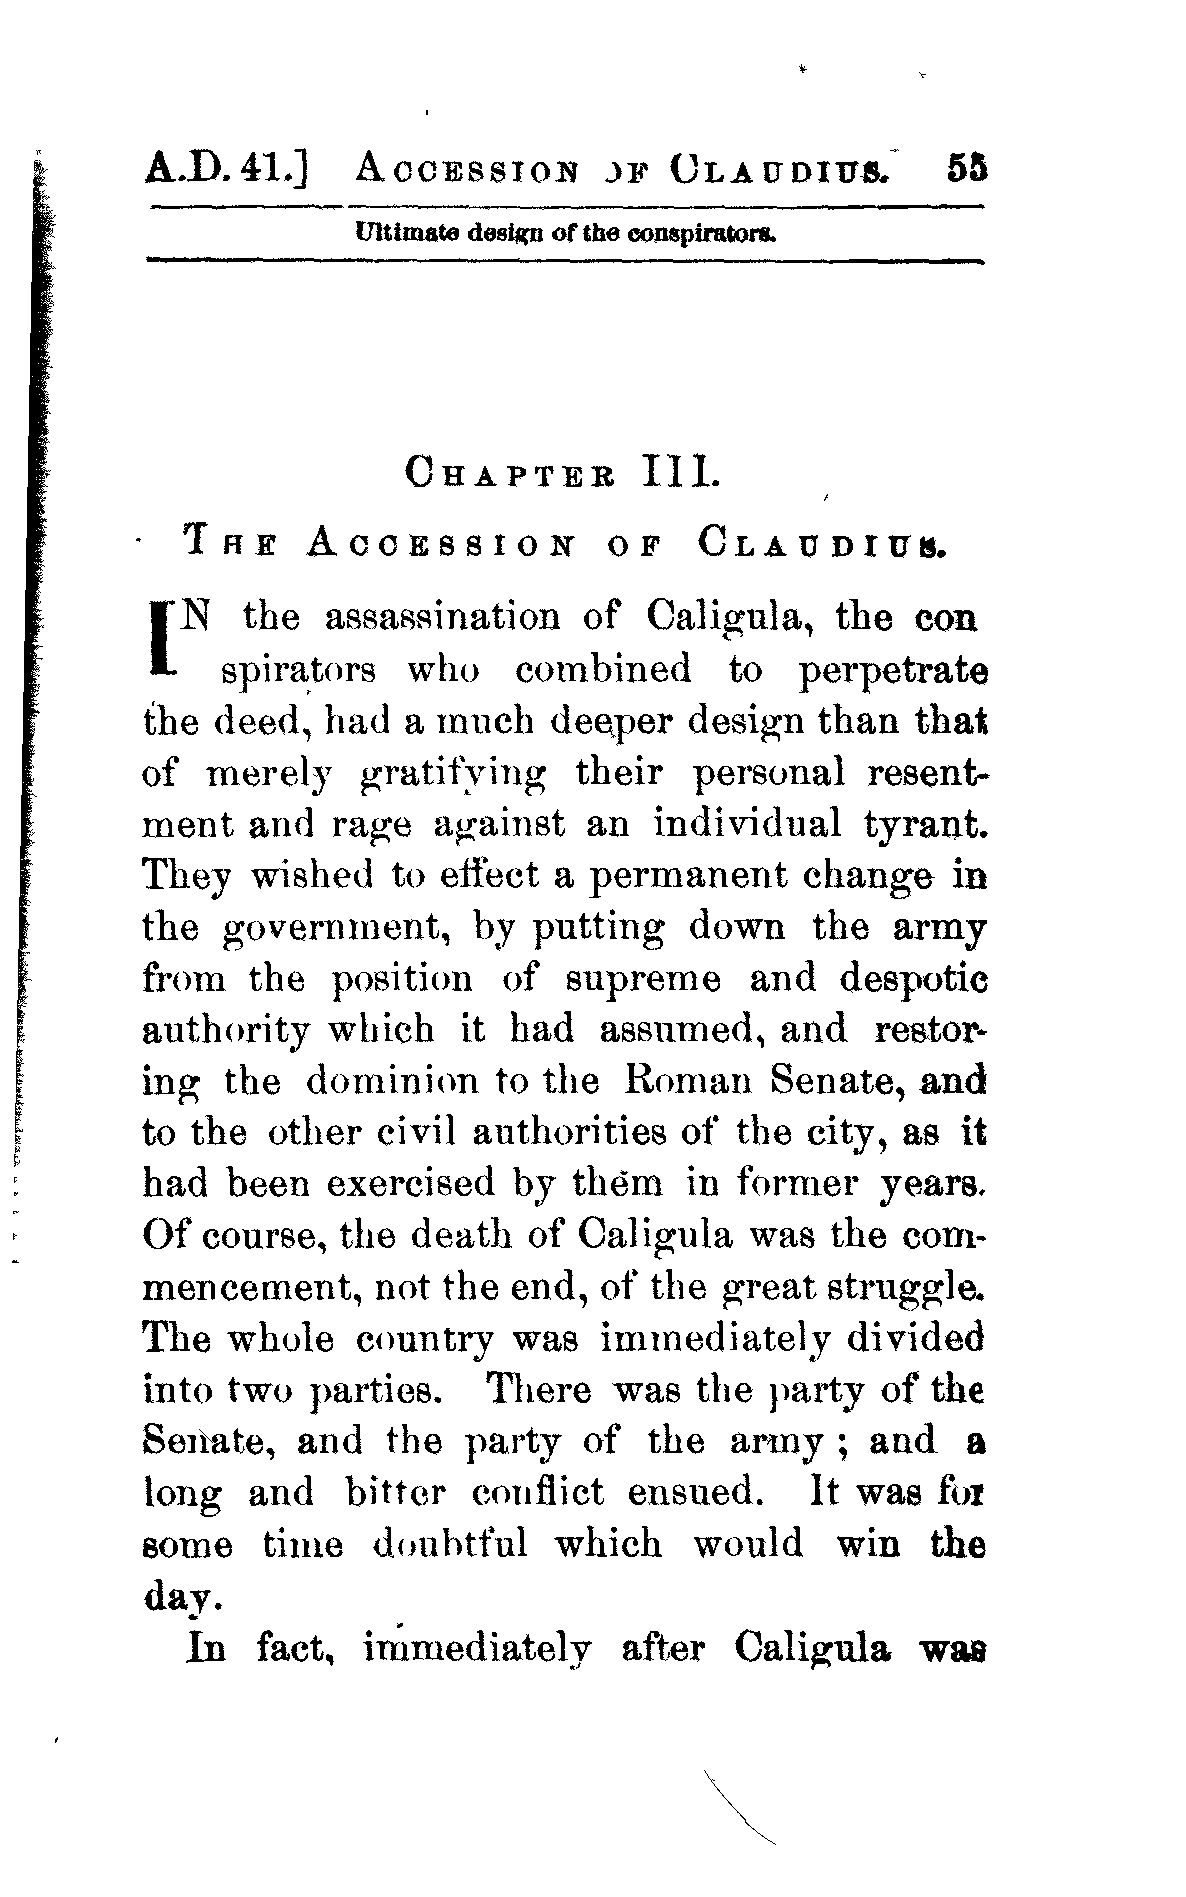 A.D. 41.] Accession of Claudius. 55
Ultimate design of the conspirators.
Chapter III.
The Accession of Claudius.
IN the assassination of Caligula, the con
spirators who combined to perpetrate
the deed, had a much deeper design than that
of merely gratifying their personal resent-
ment and rage against an individual tyrant.
They wished to effect a permanent change in
the government, by putting down the army
from the position of supreme and despotic
authority which it had assumed, and restor-
ing the dominion to the Roman Senate, and
to the other civil authorities of the city, as it
had been exercised by them in former years.
Of course, the death of Caligula was the com-
mencement, not the end, of the great struggle.
The whole country was immediately divided
into two parties. There was the party of the
Senate, and the party of the army ; and a
long and bitter conflict ensued. It was for
some time doubtful which would win the
day.
In fact, immediately after Caligula was